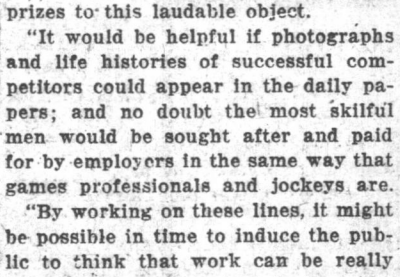 prizes to this laudable object.
"It would be helpful if photographs
and life histories of successful com-
petitors could appear in the daily pa-
pers; and no doubt the most skilful
men would be sought after and paid
for by employers in the same way that
games professionals and jockeys are.
"By working on these lines, it might
be possible in time to induce the pub-
lic to think that work can be really